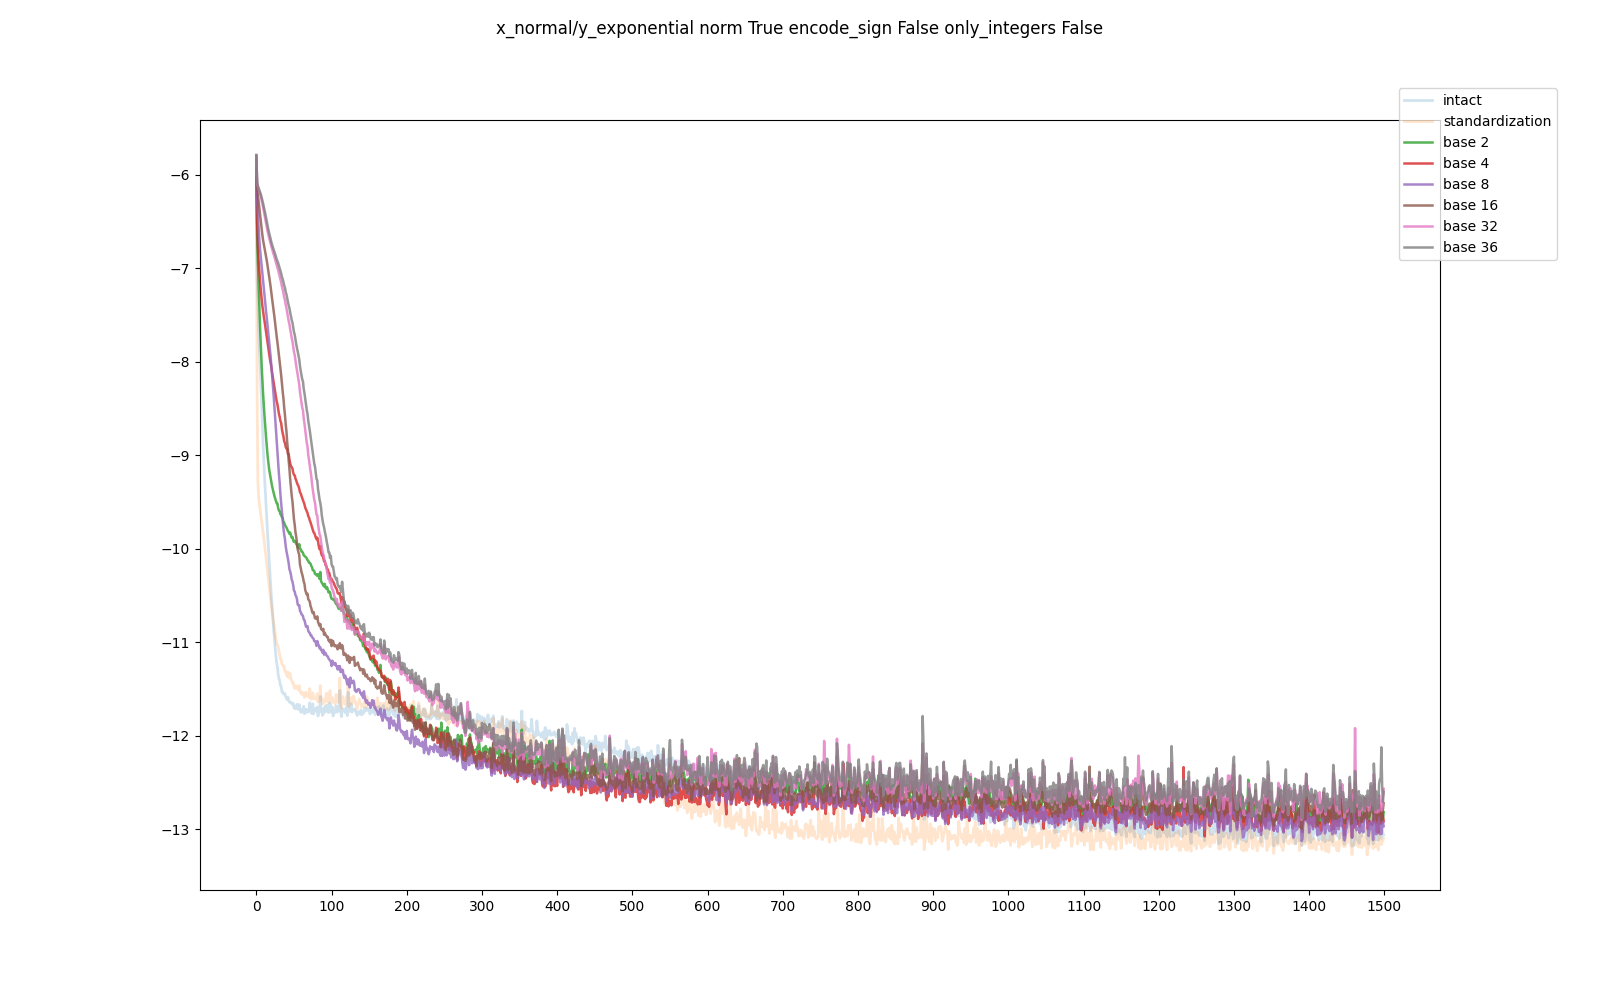 x_normal/y_exponential norm True encode_sign False only_integers False
intact
standardization
base 2
base 4
base 8
base 16
base 32
base 36
−6
−7
−8
−9
−10
−11
−12
−13
0 100 200 300 400 500 600 700 800 900 1000 1100 1200 1300 1400 1500